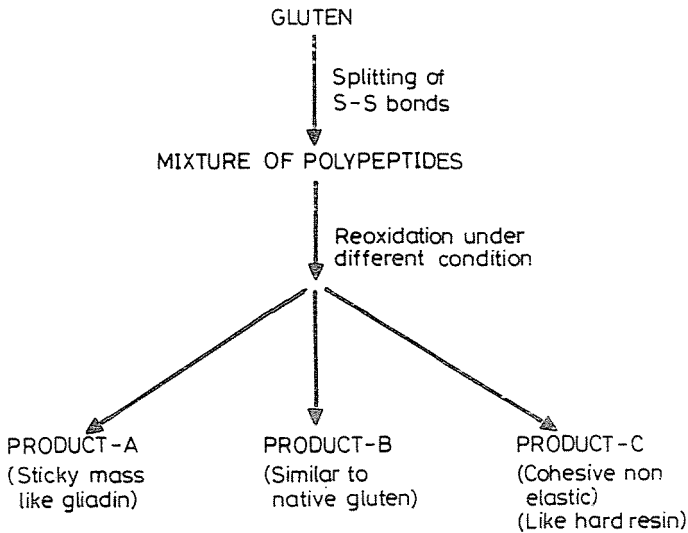 GLUTEN
Splitting of
S-S bonds
MIXTURE OF POLYPEPTIDES
Reoxidation under
different condition
PRODUCT-A
(Sticky mass
like gliadin)
PRODUCT-B
(Similar to
native gluten)
PRODUCT-C
(Cohesive non
elastic)
(Like hard resin)